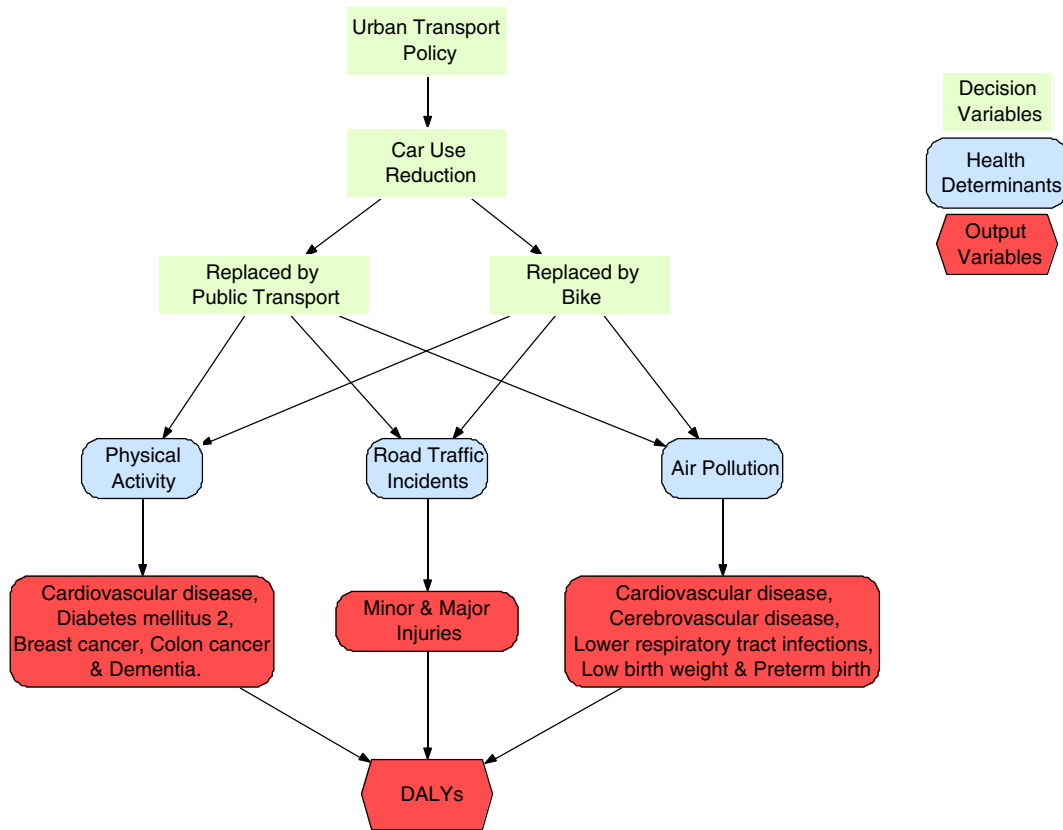 Urban Transport
Policy
Car Use
Reduction
Replaced by
Public Transport
Replaced by
Bike
Physical
Activity
Road Traffic
Incidents
Air Pollution
Cardiovascular disease,
Diabetes mellitus 2,
Breast cancer, Colon cancer
& Dementia.
Minor & Major
Injuries
Cardiovascular disease,
Cerebrovascular disease,
Lower respiratory tract infections,
Low birth weight & Preterm birth
DALYs
Decision
Variables
Health
Determinants
Output
Variables